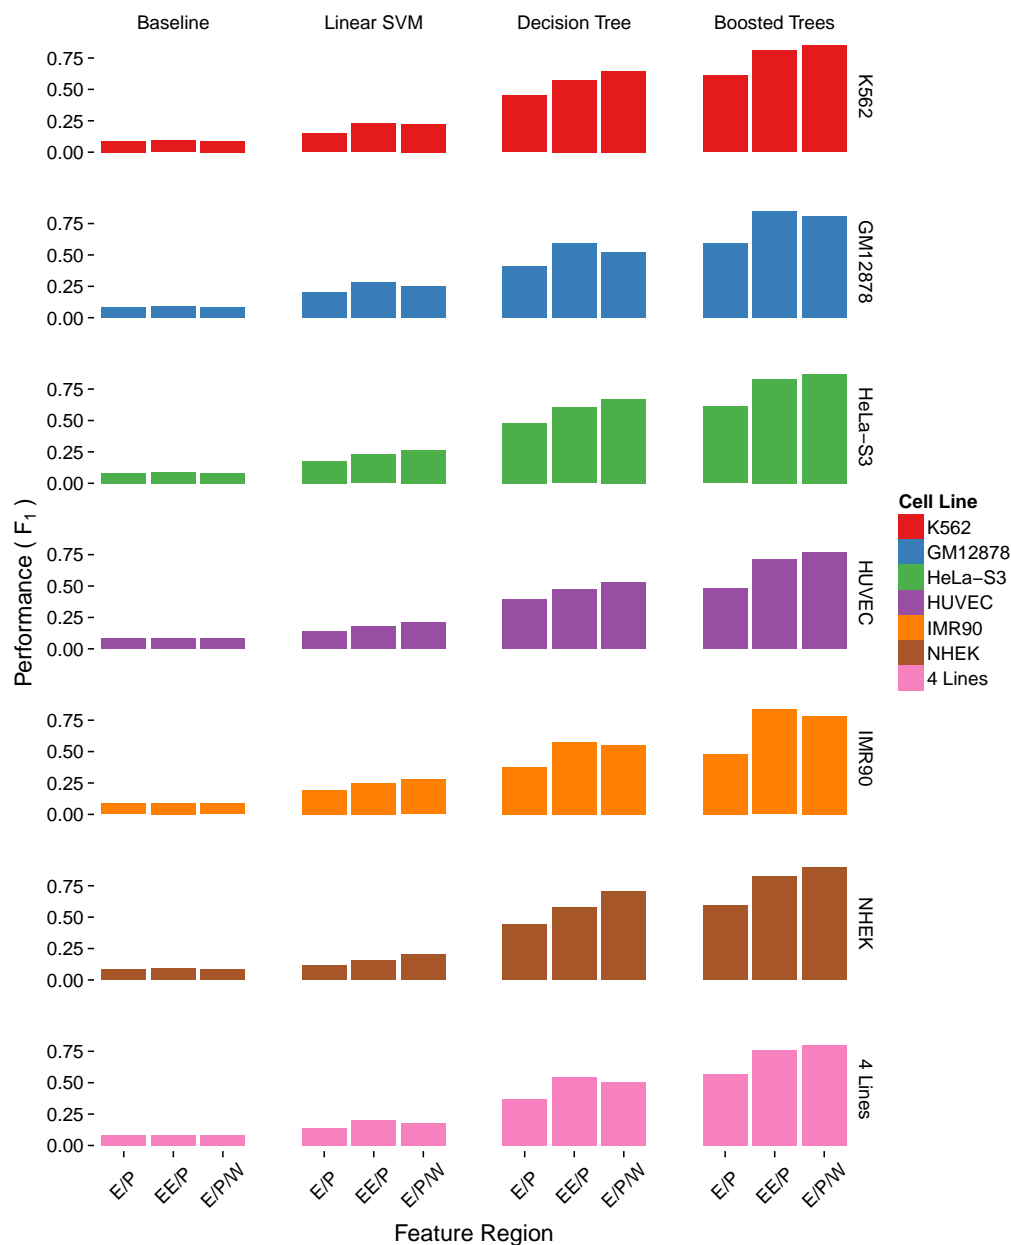 Baseline Linear SVM Decision Tree Boosted Trees
0.75
0.50
0.25
0.00
K562
0.75
0.50
0.25
0.00
GM12878
0.75
0.50
0.25
0.00
HeLa−S3
0.75
0.50
0.25
0.00
HUVEC
0.75
0.50
0.25
0.00
IMR90
0.75
0.50
0.25
0.00
NHEK
0.75
0.50
0.25
0.00
4 Lines
Performance ( F1 )
E/P EE/P E/P/W E/P EE/P E/P/W E/P EE/P E/P/W E/P EE/P E/P/W
Feature Region
Cell Line
K562
GM12878
HeLa−S3
HUVEC
IMR90
NHEK
4 Lines